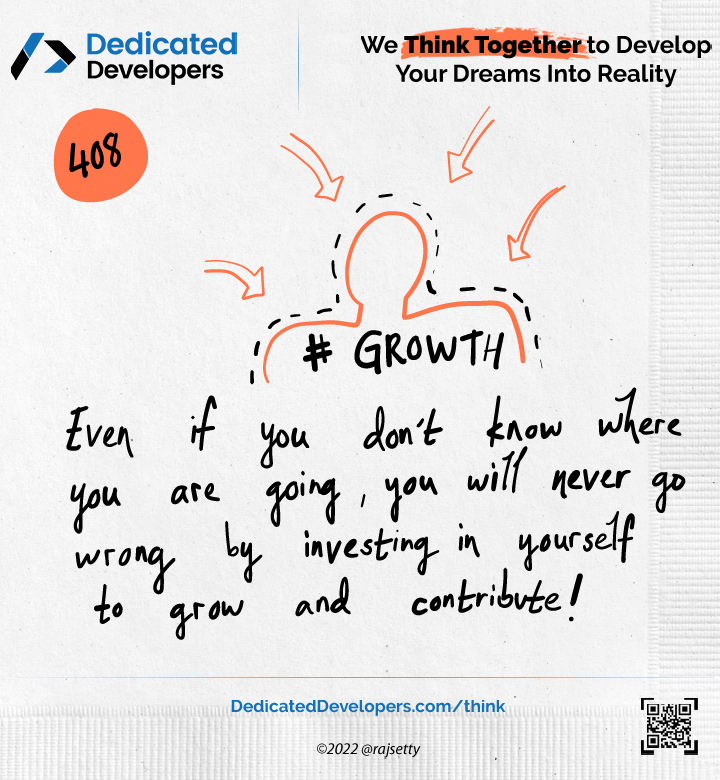 Dedicated
Developers
We Think Together to Develop
Your Dreams Into Reality
408
# GROWTH
Even if you don't know where
you are going, you will never go
wrong by investing in yourself
to grow and contribute!
DedicatedDevelopers.com/think
©2022 @rajsetty